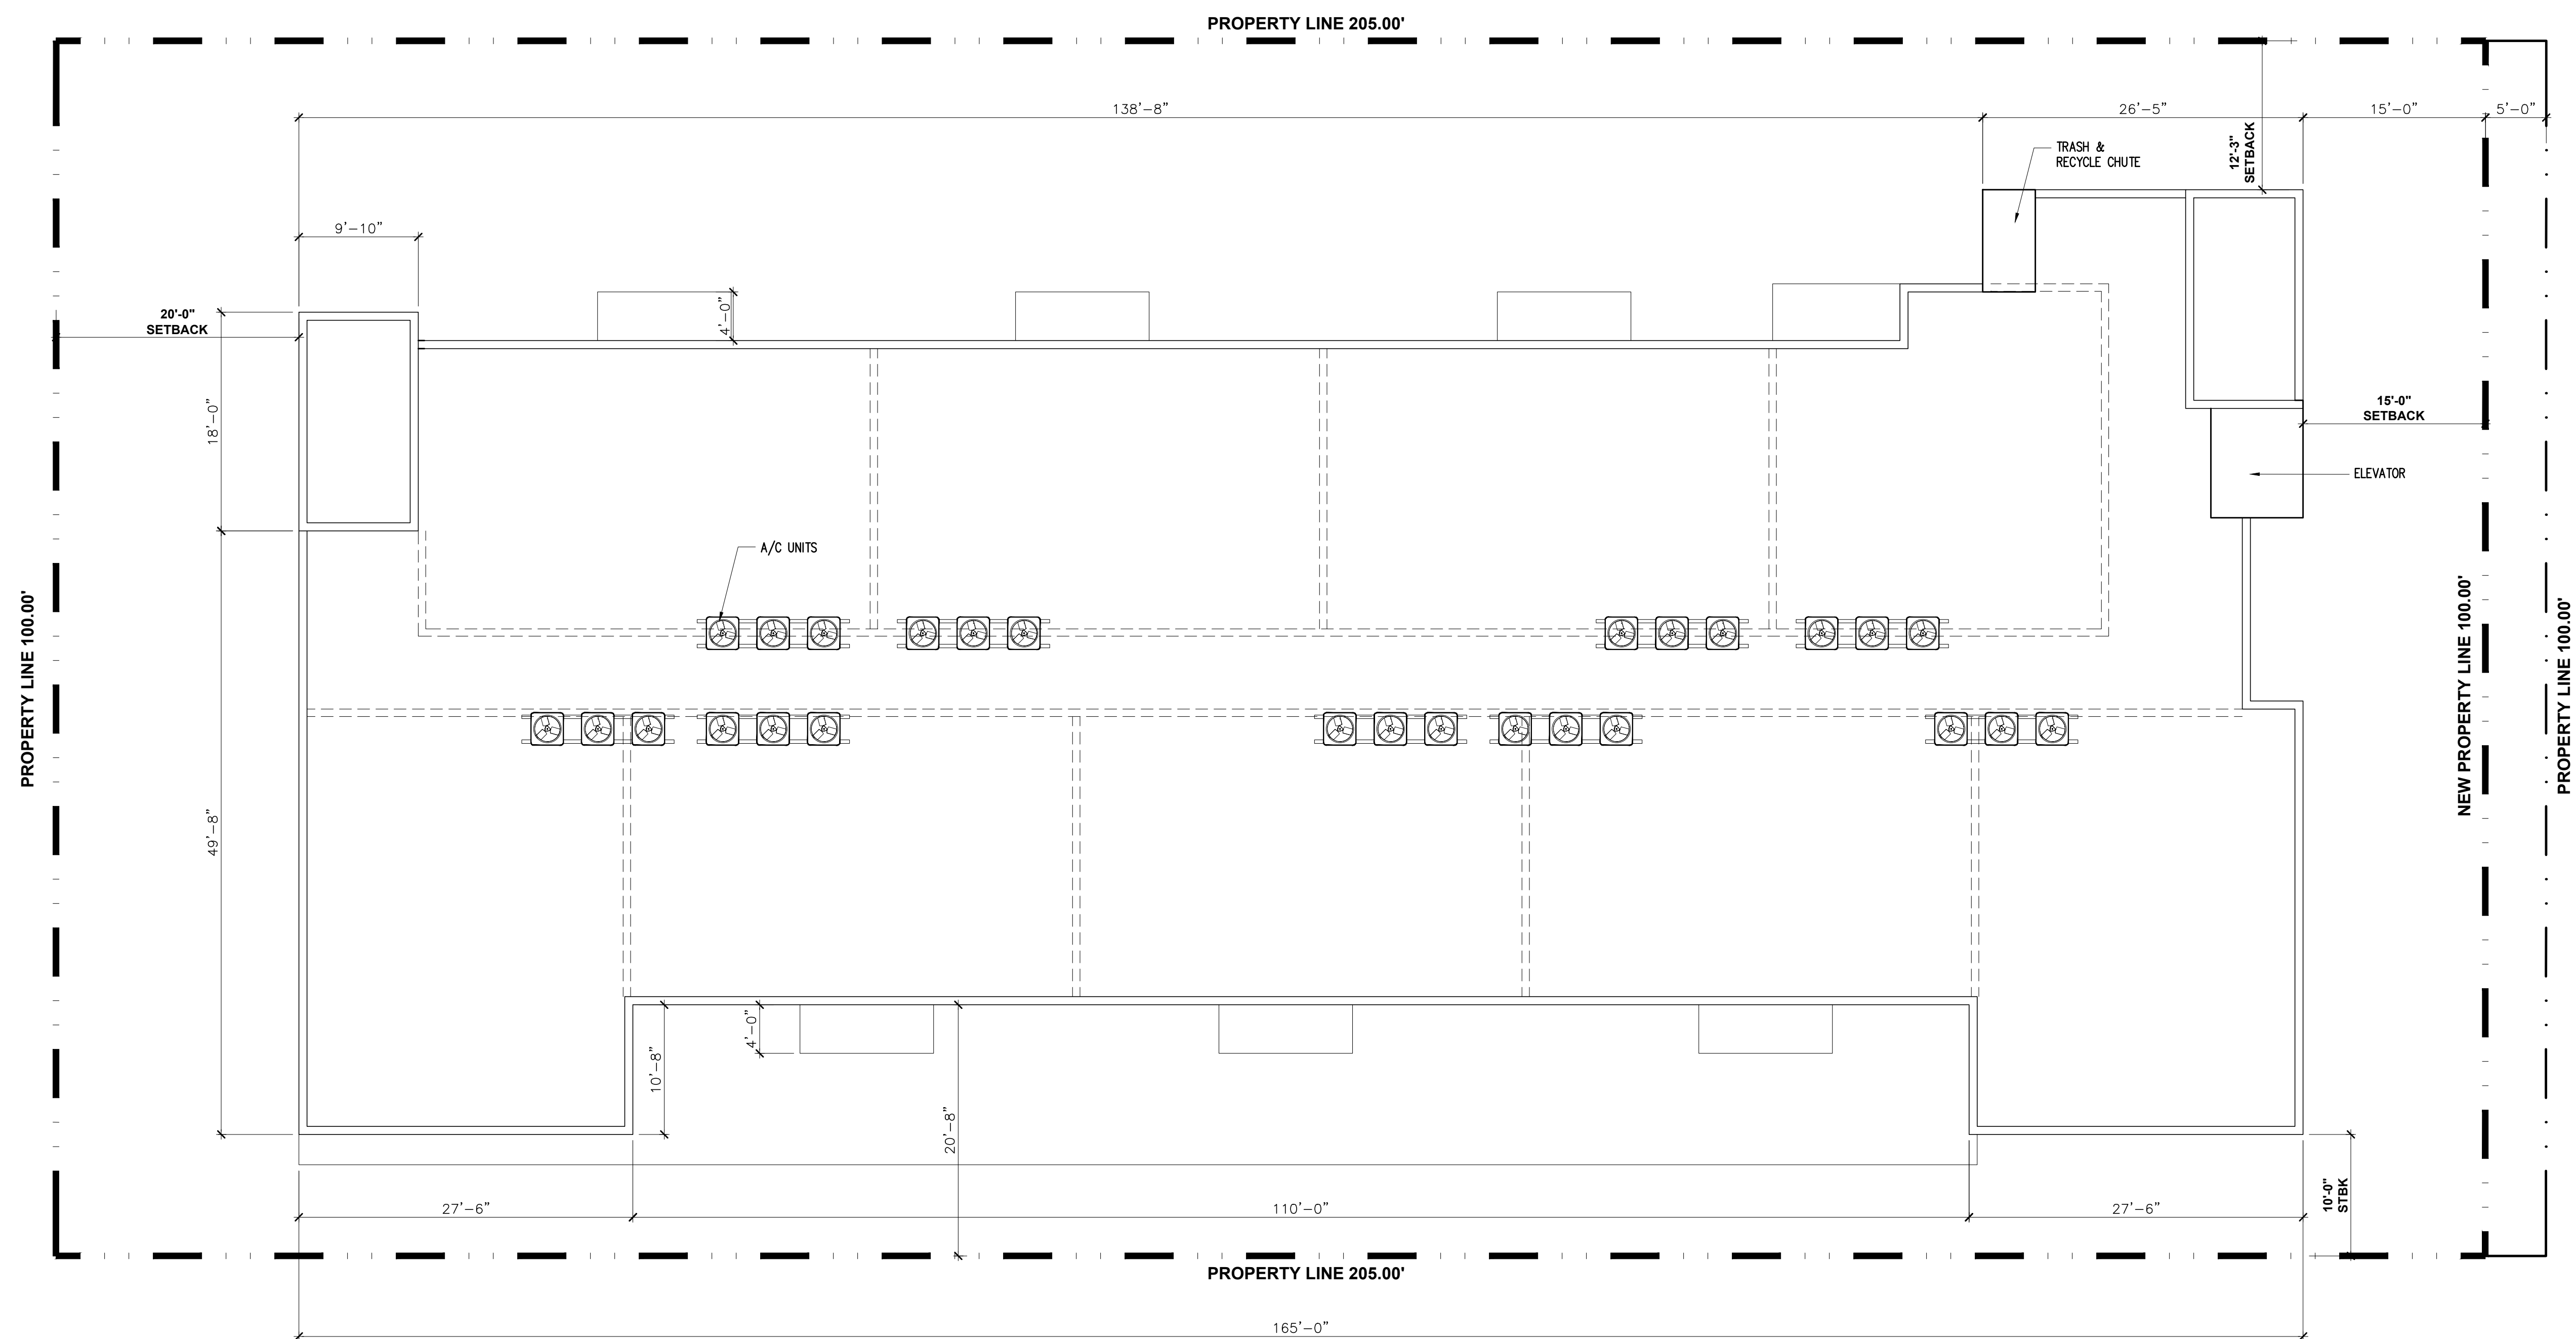 PROPERTY LINE 205.00'
138'-8"
26'-5"
15'-0"
5'-0"
12'-3"
SETBACK
TRASH &
RECYCLE CHUTE
9'-10"
4'-0"
20'-0"
SETBACK
18'-0"
15'-0"
SETBACK
ELEVATOR
A/C UNITS
PROPERTY LINE 100.00'
NEW PROPERTY LINE 100.00'
PROPERTY LINE 100.00'
49'-8"
4'-0"
10'-8"
20'-8"
10'-0"
STBK
27'-6"
110'-0"
27'-6"
PROPERTY LINE 205.00'
165'-0"